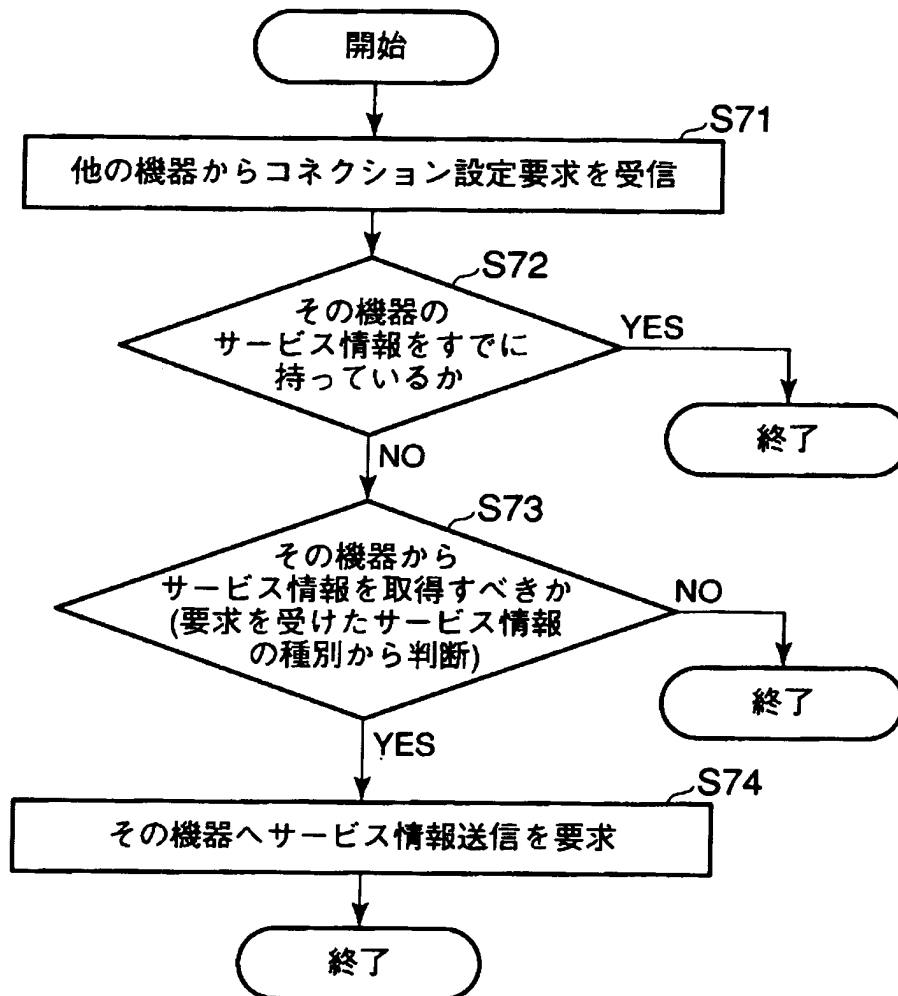 開始
S71
他の機器からコネクション設定要求を受信
S72
その機器の
サービス情報をすでに
持っているか
YES
終了
NO
S73
その機器から
サービス情報を取得すべきか
(要求を受けたサービス情報
の種別から判断)
NO
終了
YES
S74
その機器へサービス情報送信を要求
終了